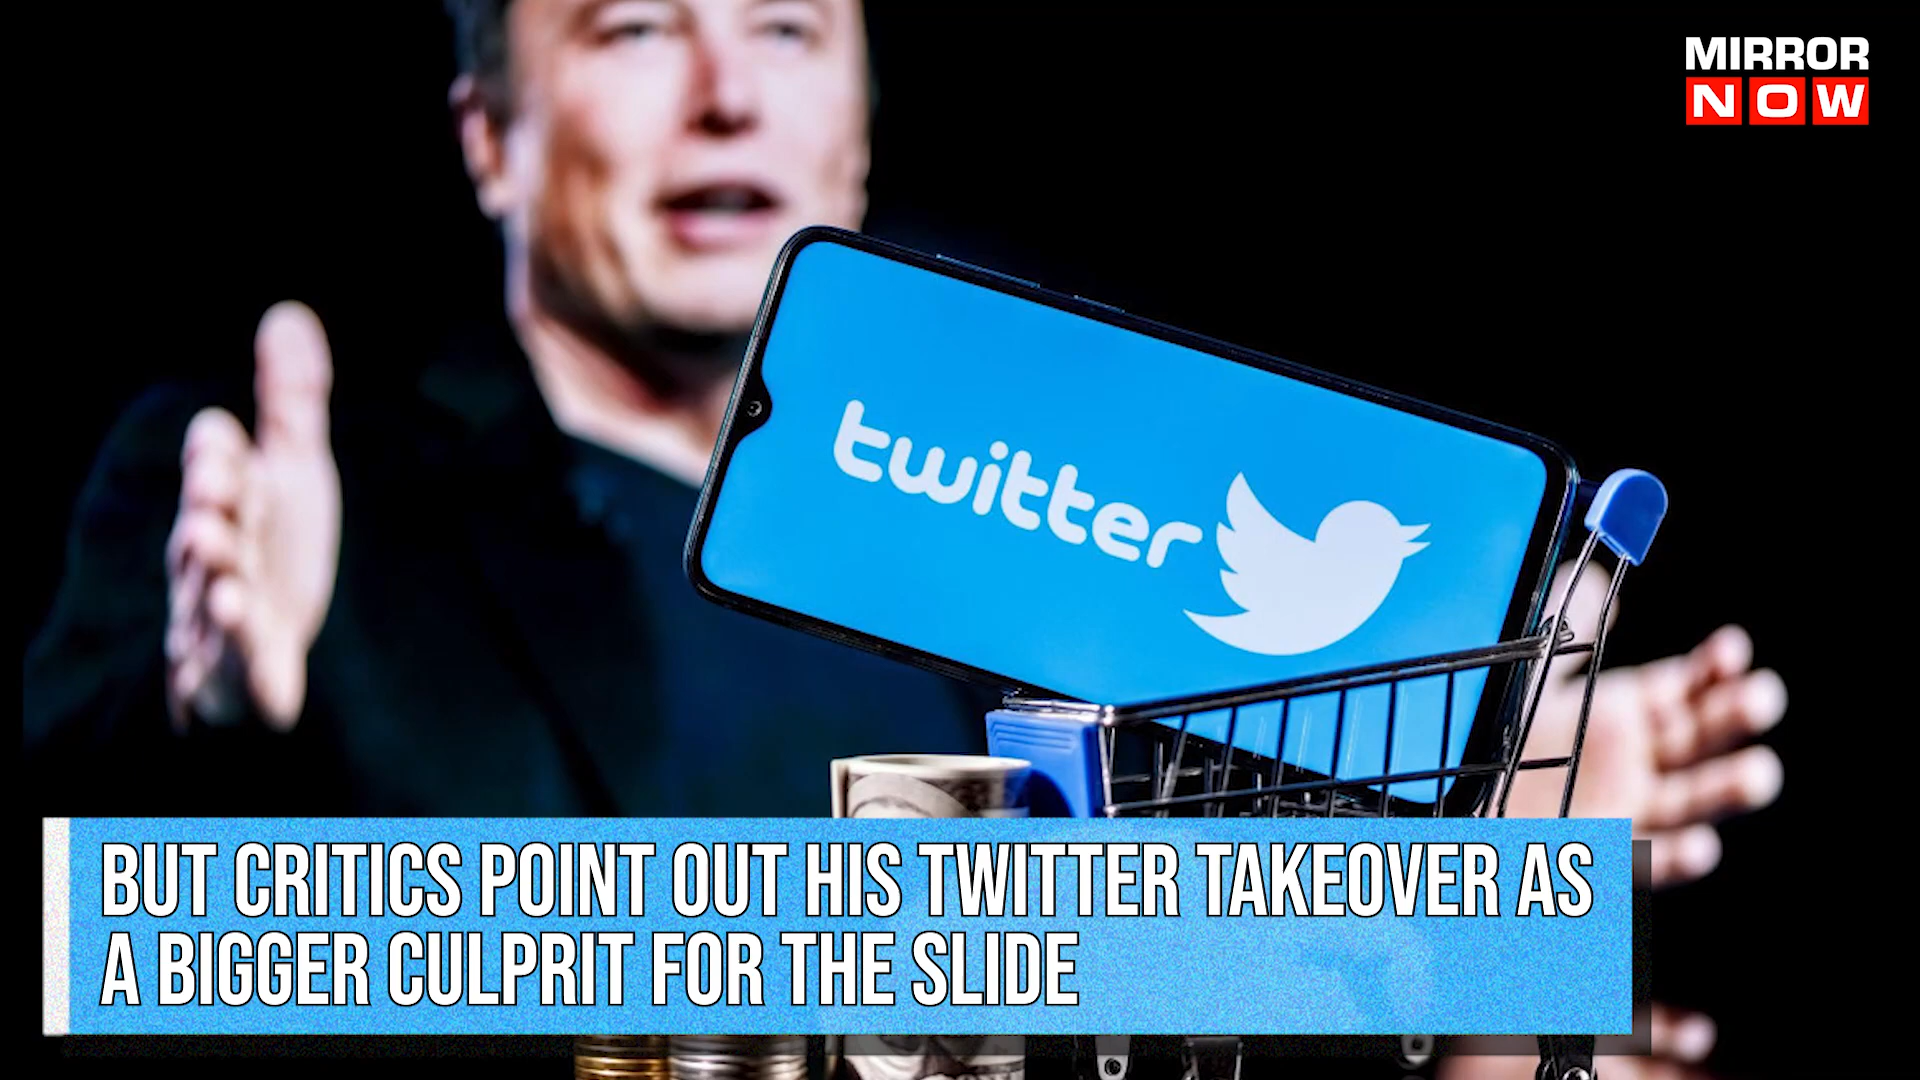 MIRROR
NOW
twitter
BUT CRITICS POINT OUT HIS TWITTER TAKEOVER AS
A BIGGER CULPRIT FOR THE SLIDE